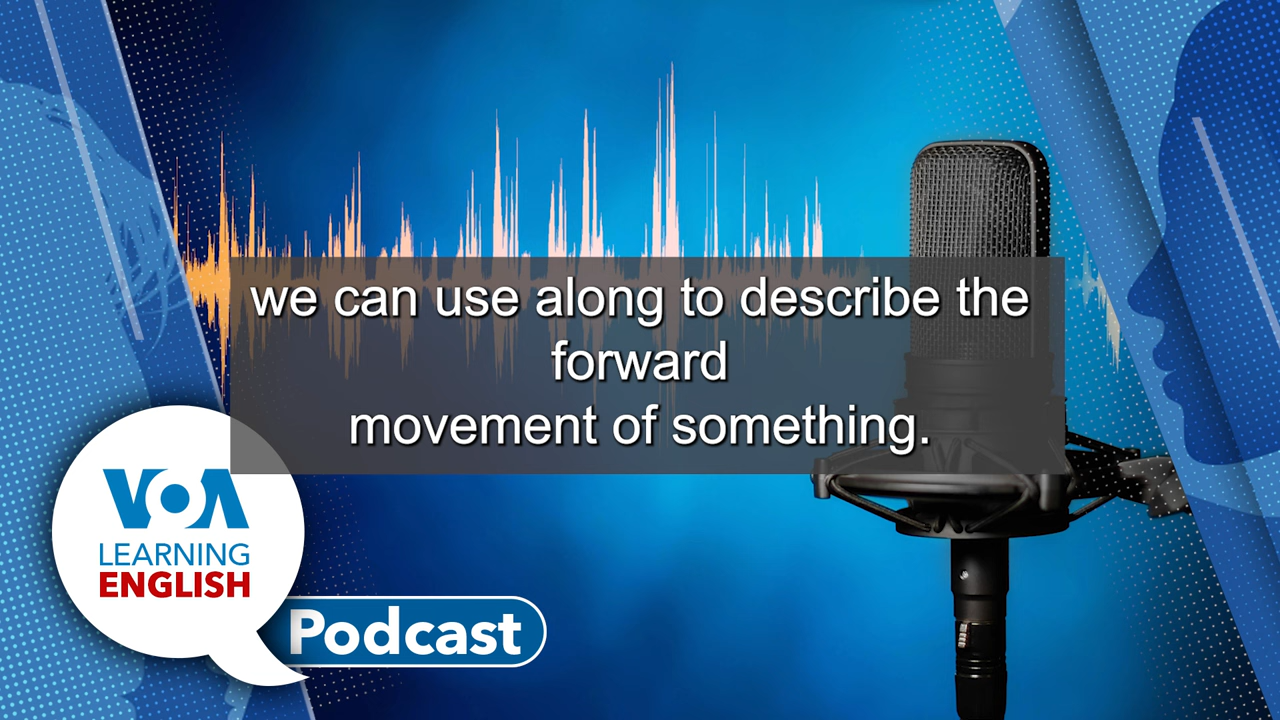 we can use along to describe the
forward
movement of something.
VOA
LEARNING
ENGLISH
Podcast